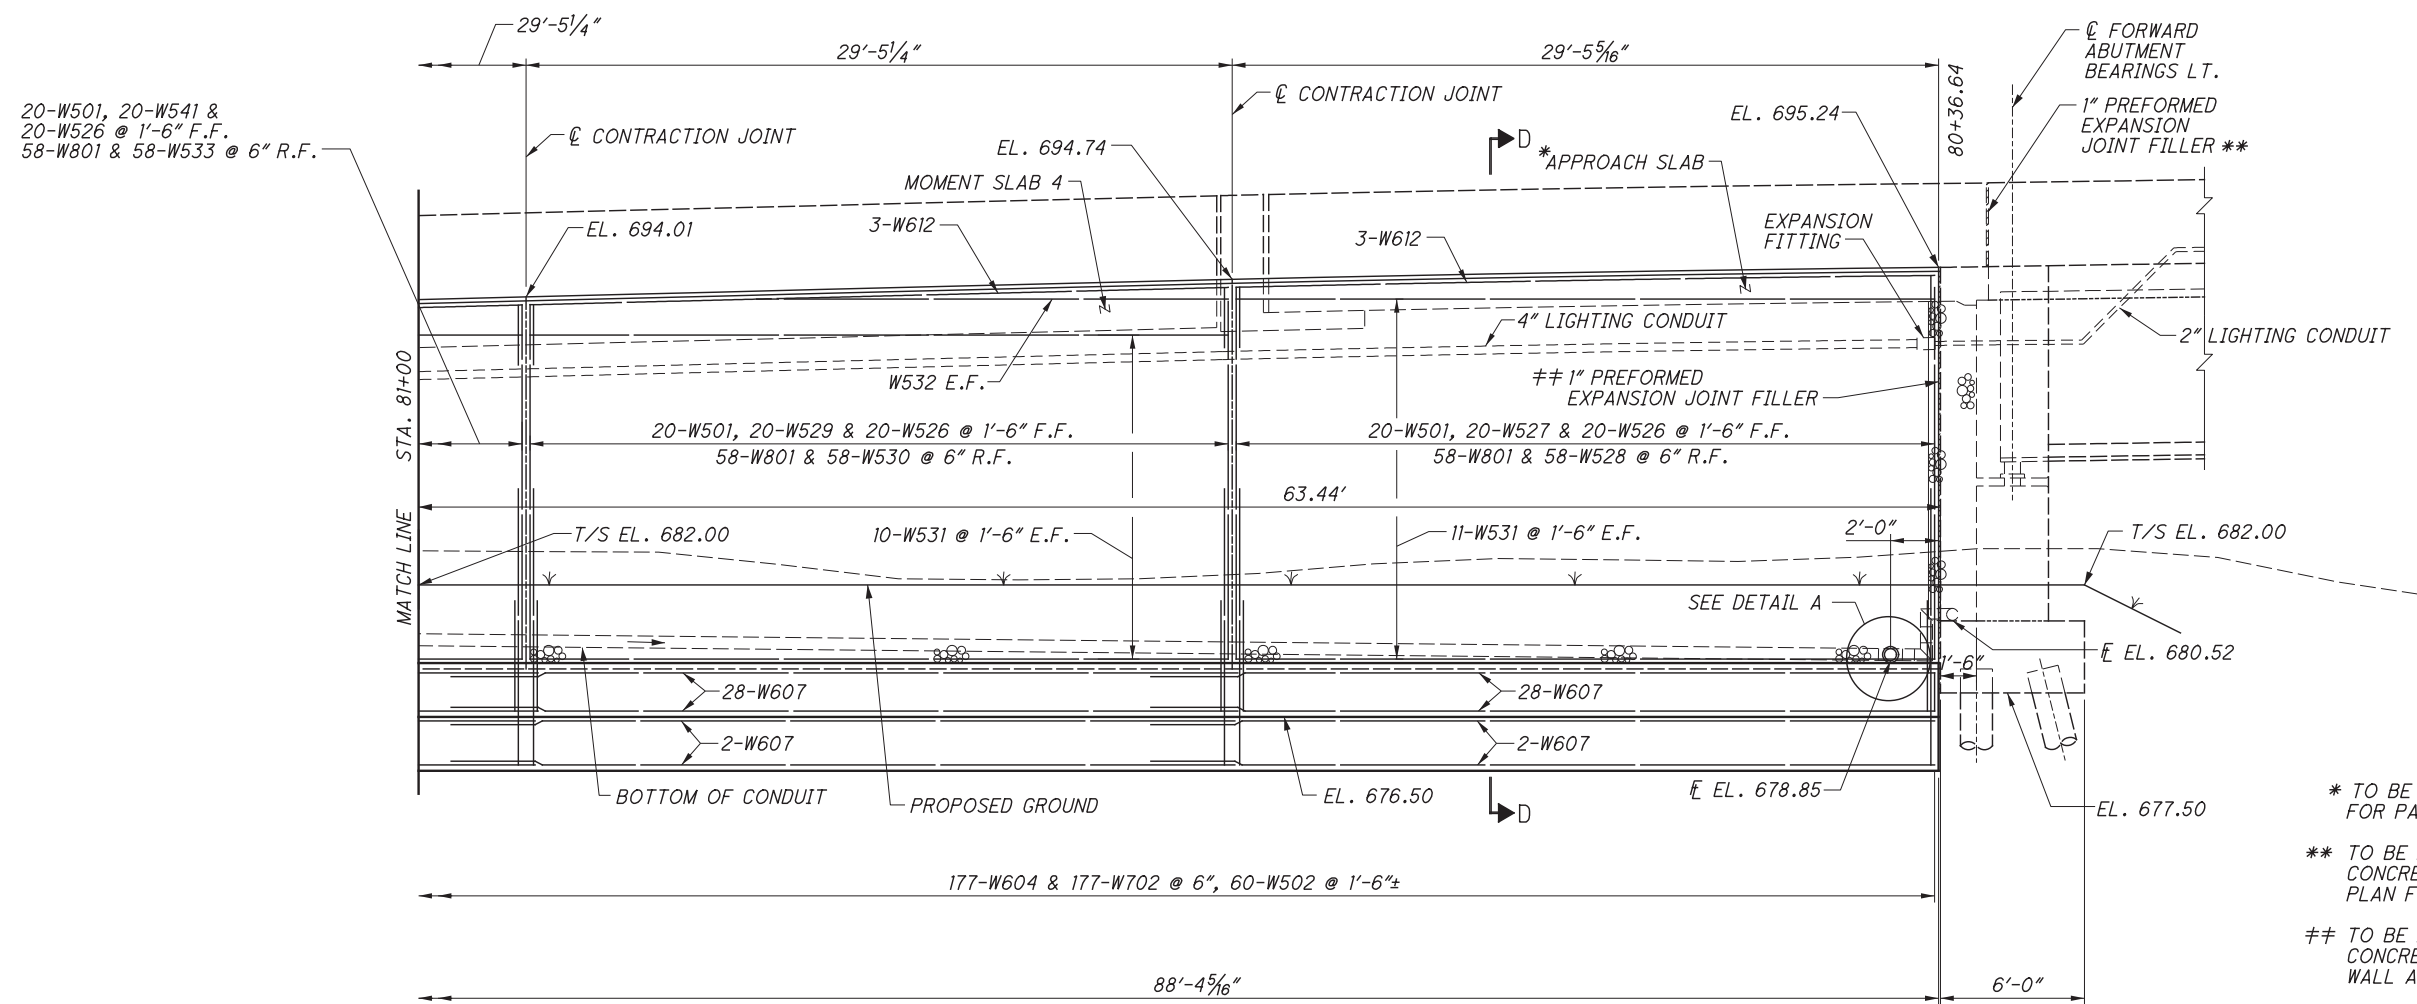 29'-5 1/4"
29'-5 1/4"
29'-5 5/16"
℄ FORWARD
ABUTMENT
BEARINGS LT.
80+36.64
1" PREFORMED
EXPANSION
JOINT FILLER **
20-W501, 20-W541 &
20-W526 @ 1'-6" F.F.
58-W801 & 58-W533 @ 6" R.F.
℄ CONTRACTION JOINT
℄ CONTRACTION JOINT
EL. 695.24
EL. 694.74
D
*APPROACH SLAB
MOMENT SLAB 4
EL. 694.01
3-W612
3-W612
EXPANSION
FITTING
4" LIGHTING CONDUIT
2" LIGHTING CONDUIT
W532 E.F.
‡‡ 1" PREFORMED
EXPANSION JOINT FILLER
MATCH LINE STA. 81+00
20-W501, 20-W529 & 20-W526 @ 1'-6" F.F.
58-W801 & 58-W530 @ 6" R.F.
20-W501, 20-W527 & 20-W526 @ 1'-6" F.F.
58-W801 & 58-W528 @ 6" R.F.
63.44'
T/S EL. 682.00
10-W531 @ 1'-6" E.F.
11-W531 @ 1'-6" E.F.
2'-0"
T/S EL. 682.00
SEE DETAIL A
℄ EL. 680.52
1'-6"
28-W607
28-W607
2-W607
2-W607
BOTTOM OF CONDUIT
PROPOSED GROUND
EL. 676.50
D
℄ EL. 678.85
EL. 677.50
* TO BE
FOR PA
** TO BE
CONCRE
PLAN F
‡‡ TO BE
CONCRE
WALL A
177-W604 & 177-W702 @ 6", 60-W502 @ 1'-6"±
88'-4 5/16"
6'-0"